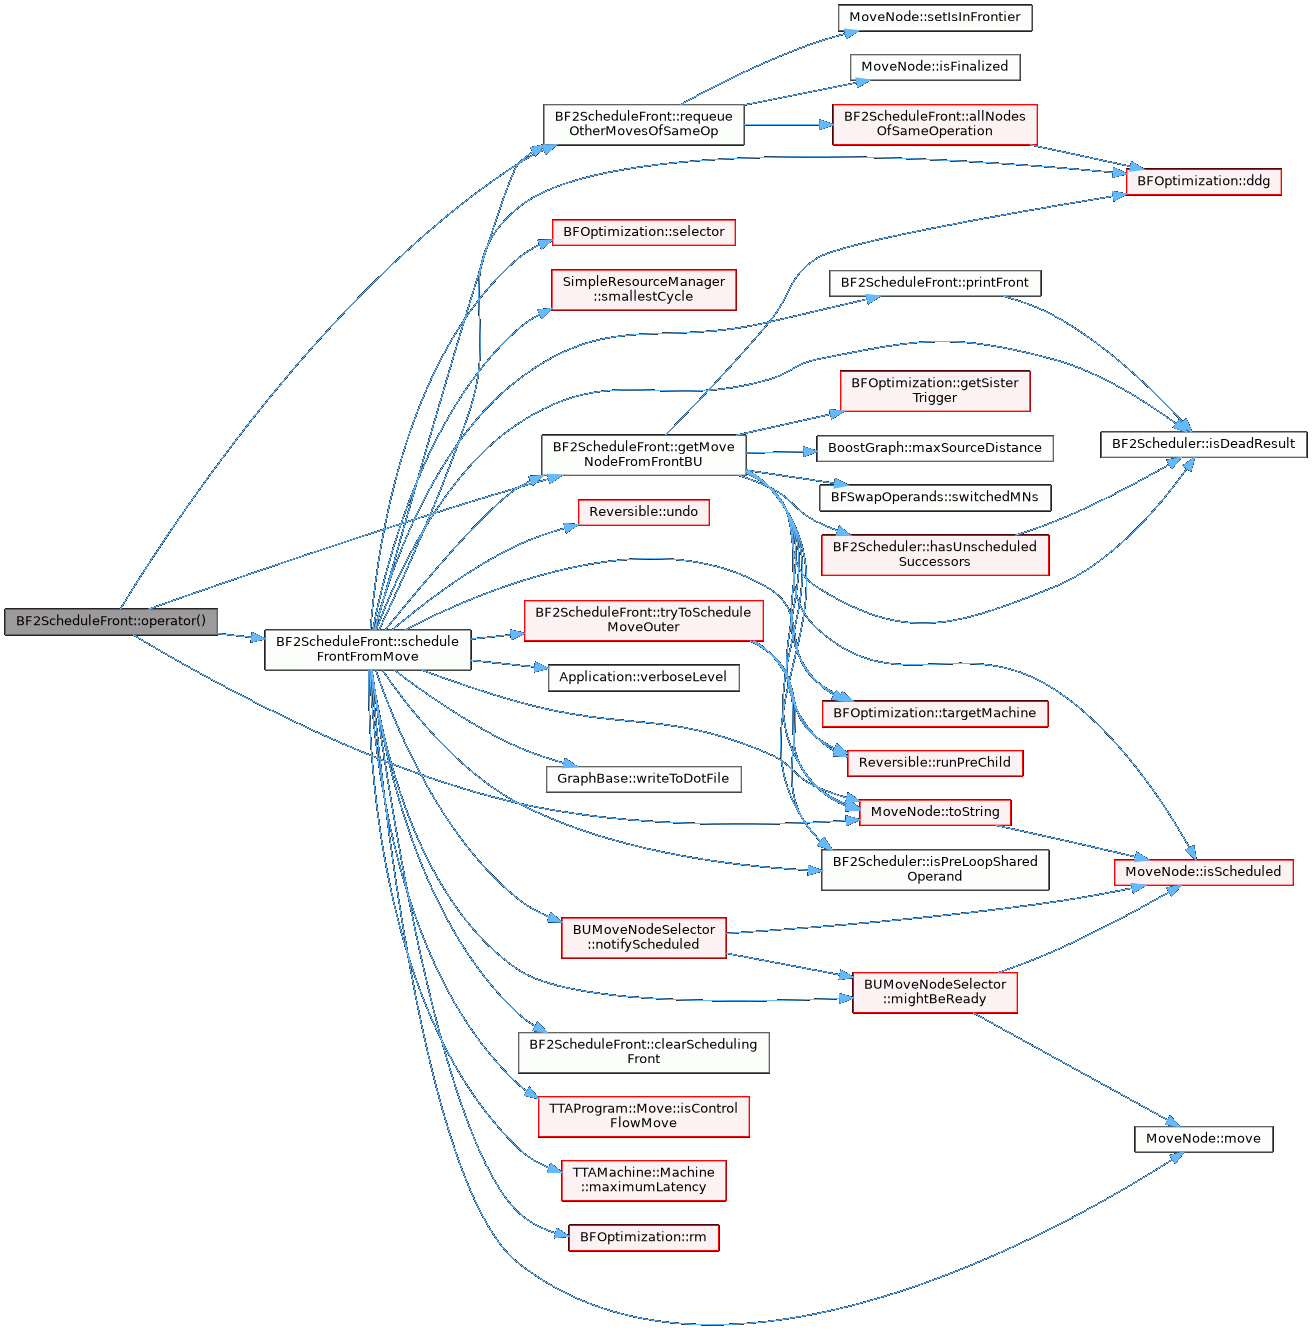 MoveNode::setIsInFrontier
MoveNode::isFinalized
BF2ScheduleFront::requeue
OtherMovesOfSameOp
BF2ScheduleFront::allNodes
OfSameOperation
BFOptimization::ddg
BFOptimization::selector
SimpleResourceManager
::smallestCycle
BF2ScheduleFront::printFront
BFOptimization::getSister
Trigger
BF2ScheduleFront::getMove
NodeFromFrontBU
BoostGraph::maxSourceDistance
BF2Scheduler::isDeadResult
BFSwapOperands::switchedMNs
Reversible::undo
BF2Scheduler::hasUnscheduled
Successors
BF2ScheduleFront::operator()
BF2ScheduleFront::schedule
FrontFromMove
BF2ScheduleFront::tryToSchedule
MoveOuter
Application::verboseLevel
BFOptimization::targetMachine
Reversible::runPreChild
GraphBase::writeToDotFile
MoveNode::toString
BF2Scheduler::isPreLoopShared
Operand
MoveNode::isScheduled
BUMoveNodeSelector
::notifyScheduled
BUMoveNodeSelector
::mightBeReady
BF2ScheduleFront::clearScheduling
Front
TTAProgram::Move::isControl
FlowMove
MoveNode::move
TTAMachine::Machine
::maximumLatency
BFOptimization::rm